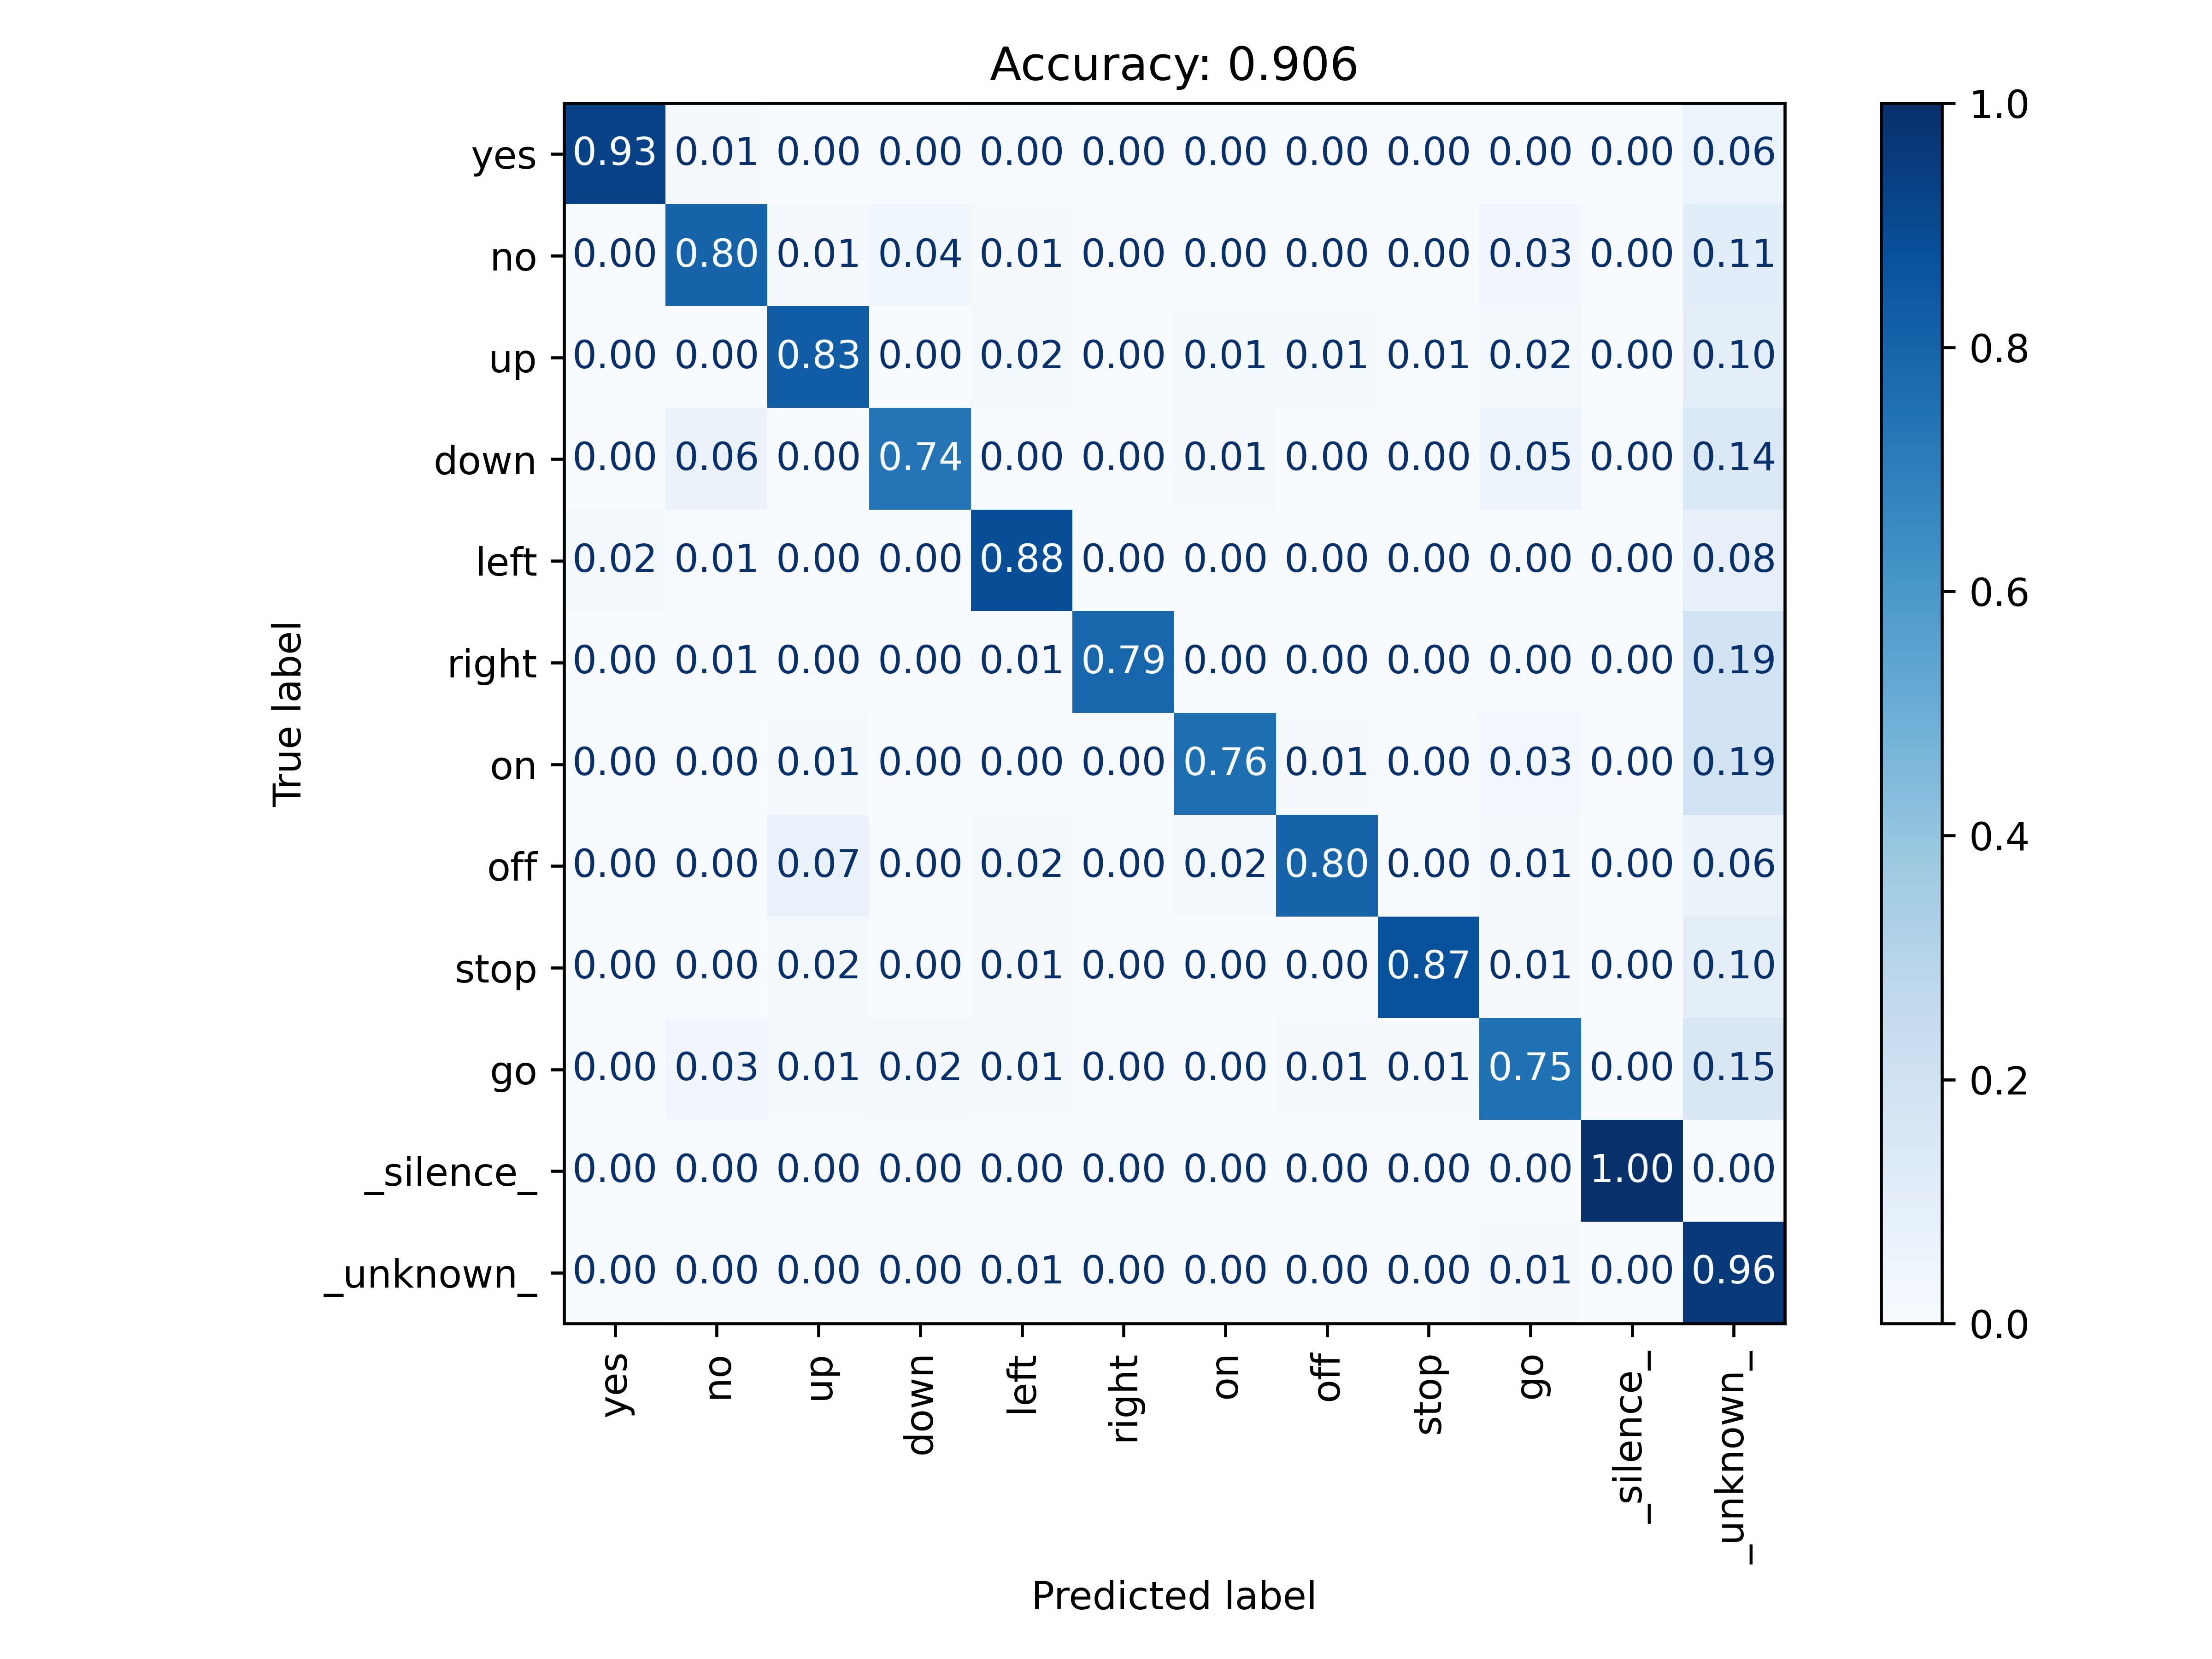 Accuracy: 0.906
yes 0.93 0.01 0.00 0.00 0.00 0.00 0.00 0.00 0.00 0.00 0.00 0.06
no 0.00 0.80 0.01 0.04 0.01 0.00 0.00 0.00 0.00 0.03 0.00 0.11
up 0.00 0.00 0.83 0.00 0.02 0.00 0.01 0.01 0.01 0.02 0.00 0.10
down 0.00 0.06 0.00 0.74 0.00 0.00 0.01 0.00 0.00 0.05 0.00 0.14
left 0.02 0.01 0.00 0.00 0.88 0.00 0.00 0.00 0.00 0.00 0.00 0.08
right 0.00 0.01 0.00 0.00 0.01 0.79 0.00 0.00 0.00 0.00 0.00 0.19
on 0.00 0.00 0.01 0.00 0.00 0.00 0.76 0.01 0.00 0.03 0.00 0.19
off 0.00 0.00 0.07 0.00 0.02 0.00 0.02 0.80 0.00 0.01 0.00 0.06
stop 0.00 0.00 0.02 0.00 0.01 0.00 0.00 0.00 0.87 0.01 0.00 0.10
go 0.00 0.03 0.01 0.02 0.01 0.00 0.00 0.01 0.01 0.75 0.00 0.15
_silence_ 0.00 0.00 0.00 0.00 0.00 0.00 0.00 0.00 0.00 0.00 1.00 0.00
_unknown_ 0.00 0.00 0.00 0.00 0.01 0.00 0.00 0.00 0.00 0.01 0.00 0.96
yes no up down left right on off stop go _silence_ _unknown_
True label
Predicted label
1.0
0.8
0.6
0.4
0.2
0.0